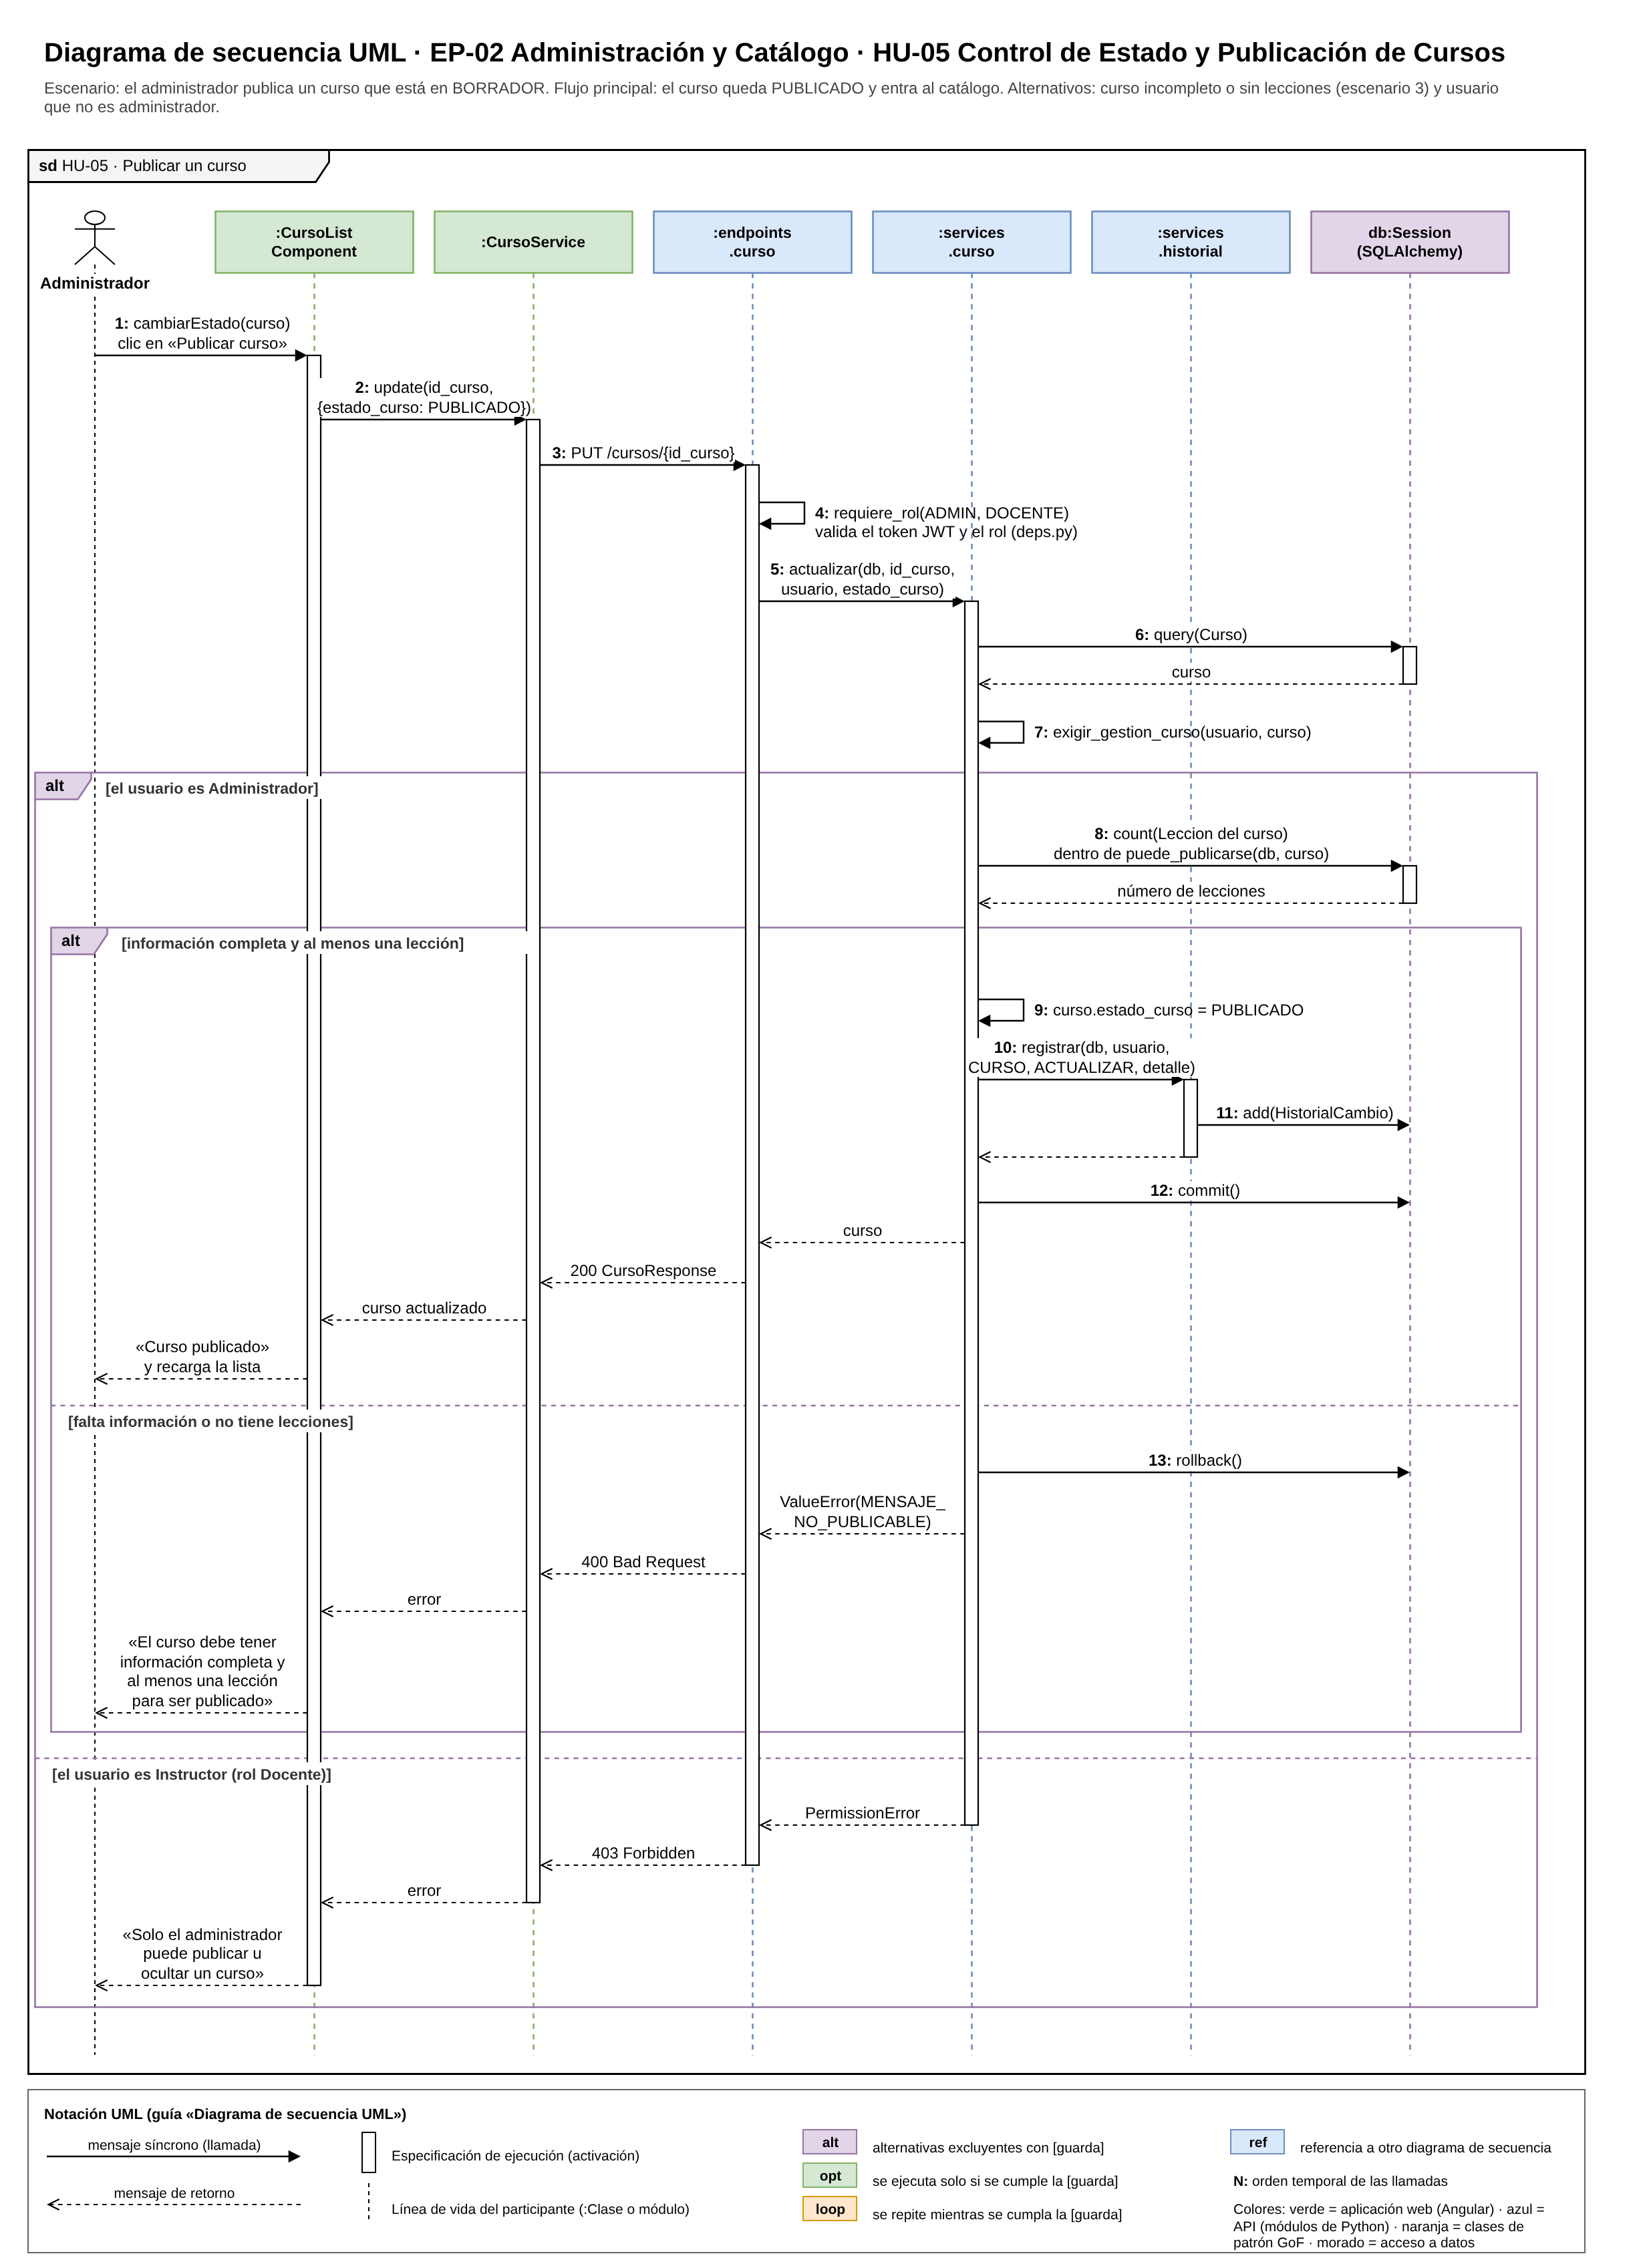 Diagrama de secuencia UML · EP-02 Administración y Catálogo · HU-05 Control de Estado y Publicación de Cursos
Escenario: el administrador publica un curso que está en BORRADOR. Flujo principal: el curso queda PUBLICADO y entra al catálogo. Alternativos: curso incompleto o sin lecciones (escenario 3) y usuario
que no es administrador.
sd HU-05 · Publicar un curso
Administrador
:CursoList
Component
:CursoService
:endpoints
.curso
:services
.curso
:services
.historial
db:Session
(SQLAlchemy)
1: cambiarEstado(curso)
clic en «Publicar curso»
2: update(id_curso,
{estado_curso: PUBLICADO})
3: PUT /cursos/{id_curso}
4: requiere_rol(ADMIN, DOCENTE)
valida el token JWT y el rol (deps.py)
5: actualizar(db, id_curso,
usuario, estado_curso)
6: query(Curso)
curso
7: exigir_gestion_curso(usuario, curso)
alt
[el usuario es Administrador]
8: count(Leccion del curso)
dentro de puede_publicarse(db, curso)
número de lecciones
alt
[información completa y al menos una lección]
9: curso.estado_curso = PUBLICADO
10: registrar(db, usuario,
CURSO, ACTUALIZAR, detalle)
11: add(HistorialCambio)
12: commit()
curso
200 CursoResponse
curso actualizado
«Curso publicado»
y recarga la lista
[falta información o no tiene lecciones]
13: rollback()
ValueError(MENSAJE_
NO_PUBLICABLE)
400 Bad Request
error
«El curso debe tener
información completa y
al menos una lección
para ser publicado»
[el usuario es Instructor (rol Docente)]
PermissionError
403 Forbidden
error
«Solo el administrador
puede publicar u
ocultar un curso»
Notación UML (guía «Diagrama de secuencia UML»)
mensaje síncrono (llamada)
mensaje de retorno
Especificación de ejecución (activación)
Línea de vida del participante (:Clase o módulo)
alt
alternativas excluyentes con [guarda]
opt
se ejecuta solo si se cumple la [guarda]
loop
se repite mientras se cumpla la [guarda]
ref
referencia a otro diagrama de secuencia
N: orden temporal de las llamadas
Colores: verde = aplicación web (Angular) · azul =
API (módulos de Python) · naranja = clases de
patrón GoF · morado = acceso a datos